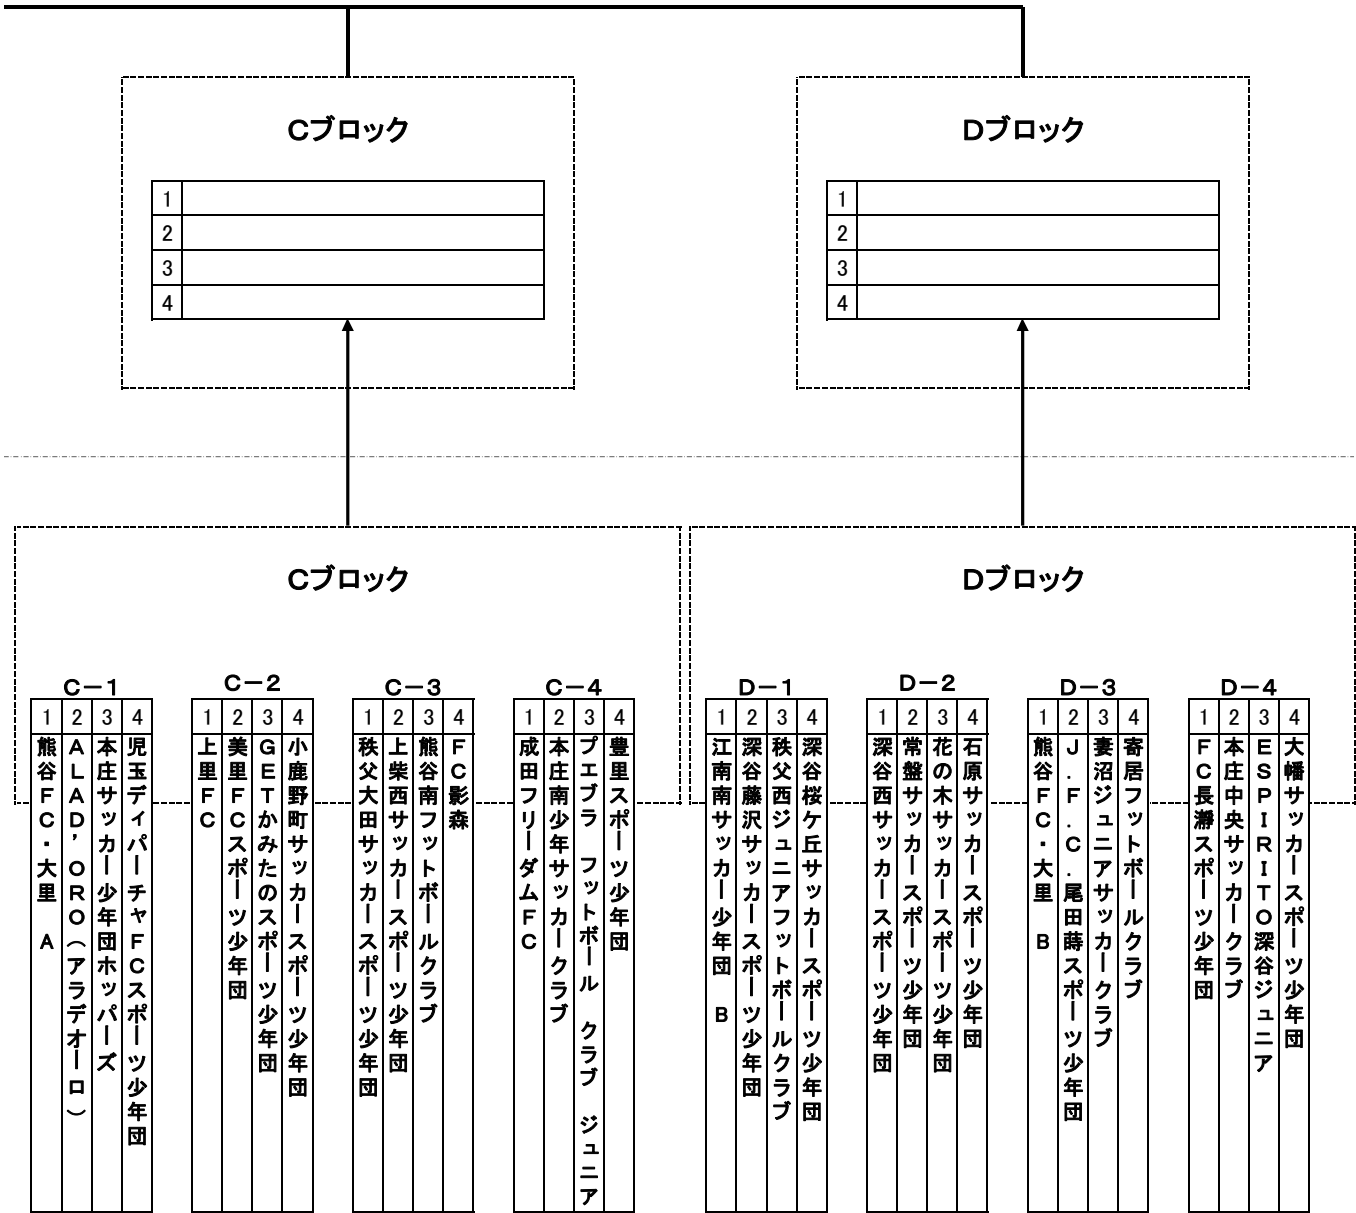 Cブロック
1
2
3
4
Dブロック
1
2
3
4
Cブロック
C－1
1 熊谷FC・大里　A
2 ALAD’ORO（アラデオーロ）
3 本庄サッカー少年団ホッパーズ
4 児玉ディパーチャFCスポーツ少年団
C－2
1 上里FC
2 美里FCスポーツ少年団
3 GETかみたのスポーツ少年団
4 小鹿野町サッカースポーツ少年団
C－3
1 秩父大田サッカースポーツ少年団
2 上柴西サッカースポーツ少年団
3 熊谷南フットボールクラブ
4 FC影森
C－4
1 成田フリーダムFC
2 本庄南少年サッカークラブ
3 プエブラ　フットボール　クラブ　ジュニア
4 豊里スポーツ少年団
Dブロック
D－1
1 江南南サッカー少年団　B
2 深谷藤沢サッカースポーツ少年団
3 秩父西ジュニアフットボールクラブ
4 深谷桜ケ丘サッカースポーツ少年団
D－2
1 深谷西サッカースポーツ少年団
2 常盤サッカースポーツ少年団
3 花の木サッカースポーツ少年団
4 石原サッカースポーツ少年団
D－3
1 熊谷FC・大里　B
2 J.F.C.尾田蒔スポーツ少年団
3 妻沼ジュニアサッカークラブ
4 寄居フットボールクラブ
D－4
1 FC長瀞スポーツ少年団
2 本庄中央サッカークラブ
3 ESPIRITO深谷ジュニア
4 大幡サッカースポーツ少年団